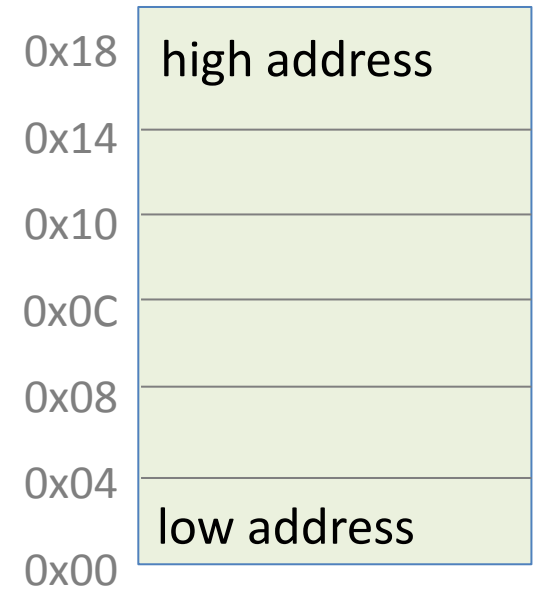 0x18 high address
0x14
0x10
0x0C
0x08
0x04
low address
0x00